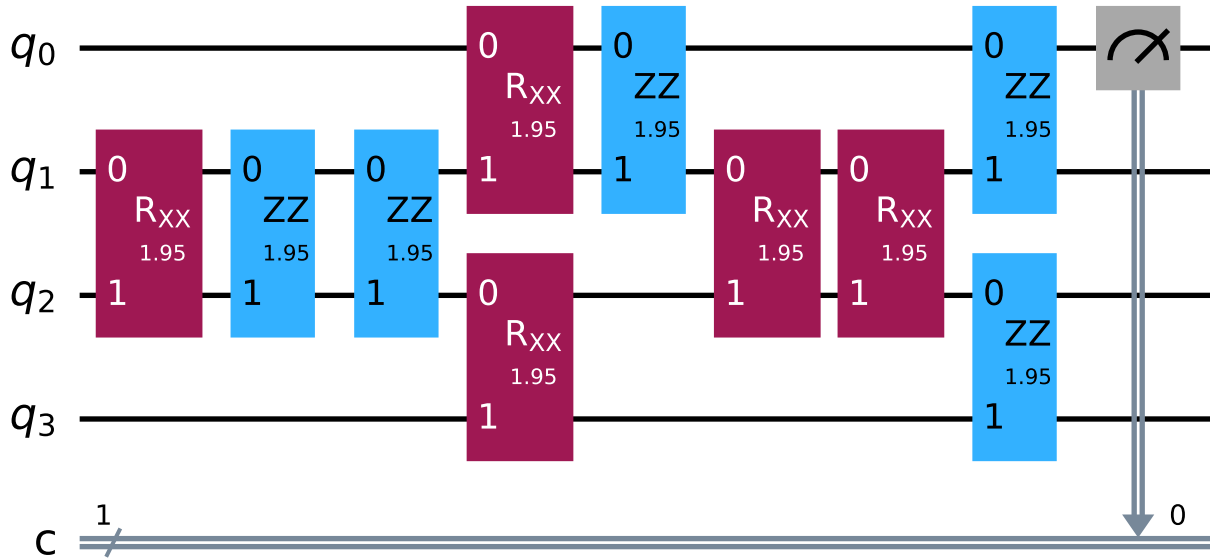 q0 0 0 0
RXX ZZ ZZ
1.95 1.95 1.95
q1 0 0 0 1 1 0 0 1
RXX ZZ ZZ RXX RXX
1.95 1.95 1.95 1.95 1.95
q2 1 1 1 0 1 1 0
RXX ZZ
1.95 1.95
q3 1 1
1 0
c